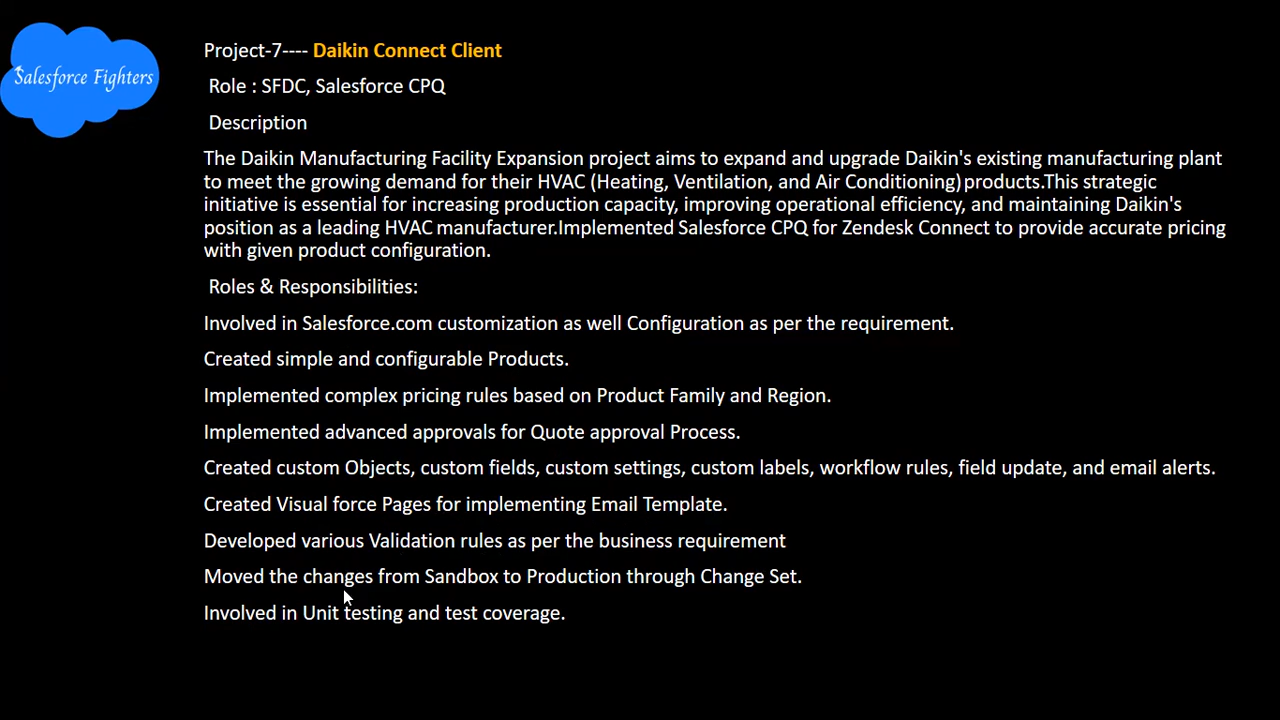 Salesforce Fighters
Project-7---- Daikin Connect Client
Role : SFDC, Salesforce CPQ
Description
The Daikin Manufacturing Facility Expansion project aims to expand and upgrade Daikin's existing manufacturing plant
to meet the growing demand for their HVAC (Heating, Ventilation, and Air Conditioning)products.This strategic
initiative is essential for increasing production capacity, improving operational efficiency, and maintaining Daikin's
position as a leading HVAC manufacturer.Implemented Salesforce CPQ for Zendesk Connect to provide accurate pricing
with given product configuration.
Roles & Responsibilities:
Involved in Salesforce.com customization as well Configuration as per the requirement.
Created simple and configurable Products.
Implemented complex pricing rules based on Product Family and Region.
Implemented advanced approvals for Quote approval Process.
Created custom Objects, custom fields, custom settings, custom labels, workflow rules, field update, and email alerts.
Created Visual force Pages for implementing Email Template.
Developed various Validation rules as per the business requirement
Moved the changes from Sandbox to Production through Change Set.
Involved in Unit testing and test coverage.